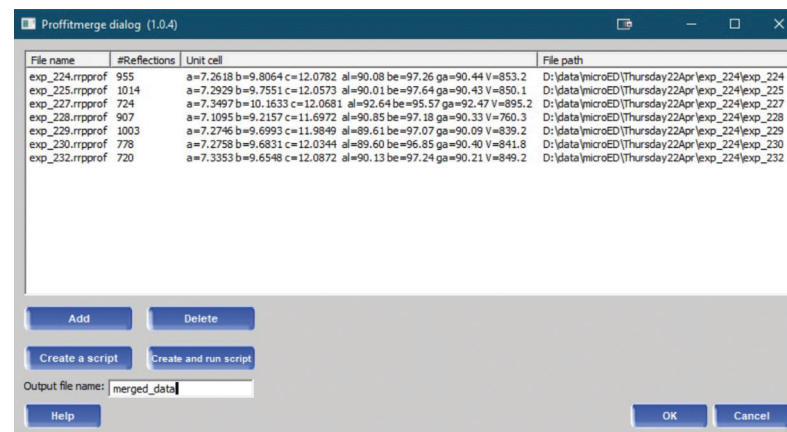 Proffitmerge dialog (1.0.4)
File name #Reflections Unit cell File path
exp_224.rrpprof 955 a=7.2618 b=9.8064 c=12.0782 al=90.08 be=97.26 ga=90.44 V=853.2 D:\data\microED\Thursday22Apr\exp_224\exp_224
exp_225.rrpprof 1014 a=7.2929 b=9.7551 c=12.0573 al=90.01 be=97.64 ga=90.43 V=850.1 D:\data\microED\Thursday22Apr\exp_224\exp_225
exp_227.rrpprof 724 a=7.3497 b=10.1633 c=12.0681 al=92.64 be=95.57 ga=92.47 V=895.2 D:\data\microED\Thursday22Apr\exp_224\exp_227
exp_228.rrpprof 907 a=7.1095 b=9.2157 c=11.6972 al=90.85 be=97.18 ga=90.33 V=760.3 D:\data\microED\Thursday22Apr\exp_224\exp_228
exp_229.rrpprof 1003 a=7.2746 b=9.6993 c=11.9849 al=89.61 be=97.07 ga=90.09 V=839.2 D:\data\microED\Thursday22Apr\exp_224\exp_229
exp_230.rrpprof 778 a=7.2758 b=9.6831 c=12.0344 al=89.60 be=96.85 ga=90.40 V=841.8 D:\data\microED\Thursday22Apr\exp_224\exp_230
exp_232.rrpprof 720 a=7.3353 b=9.6548 c=12.0872 al=90.13 be=97.24 ga=90.21 V=849.2 D:\data\microED\Thursday22Apr\exp_224\exp_232
Add Delete
Create a script Create and run script
Output file name: merged_data
Help OK Cancel